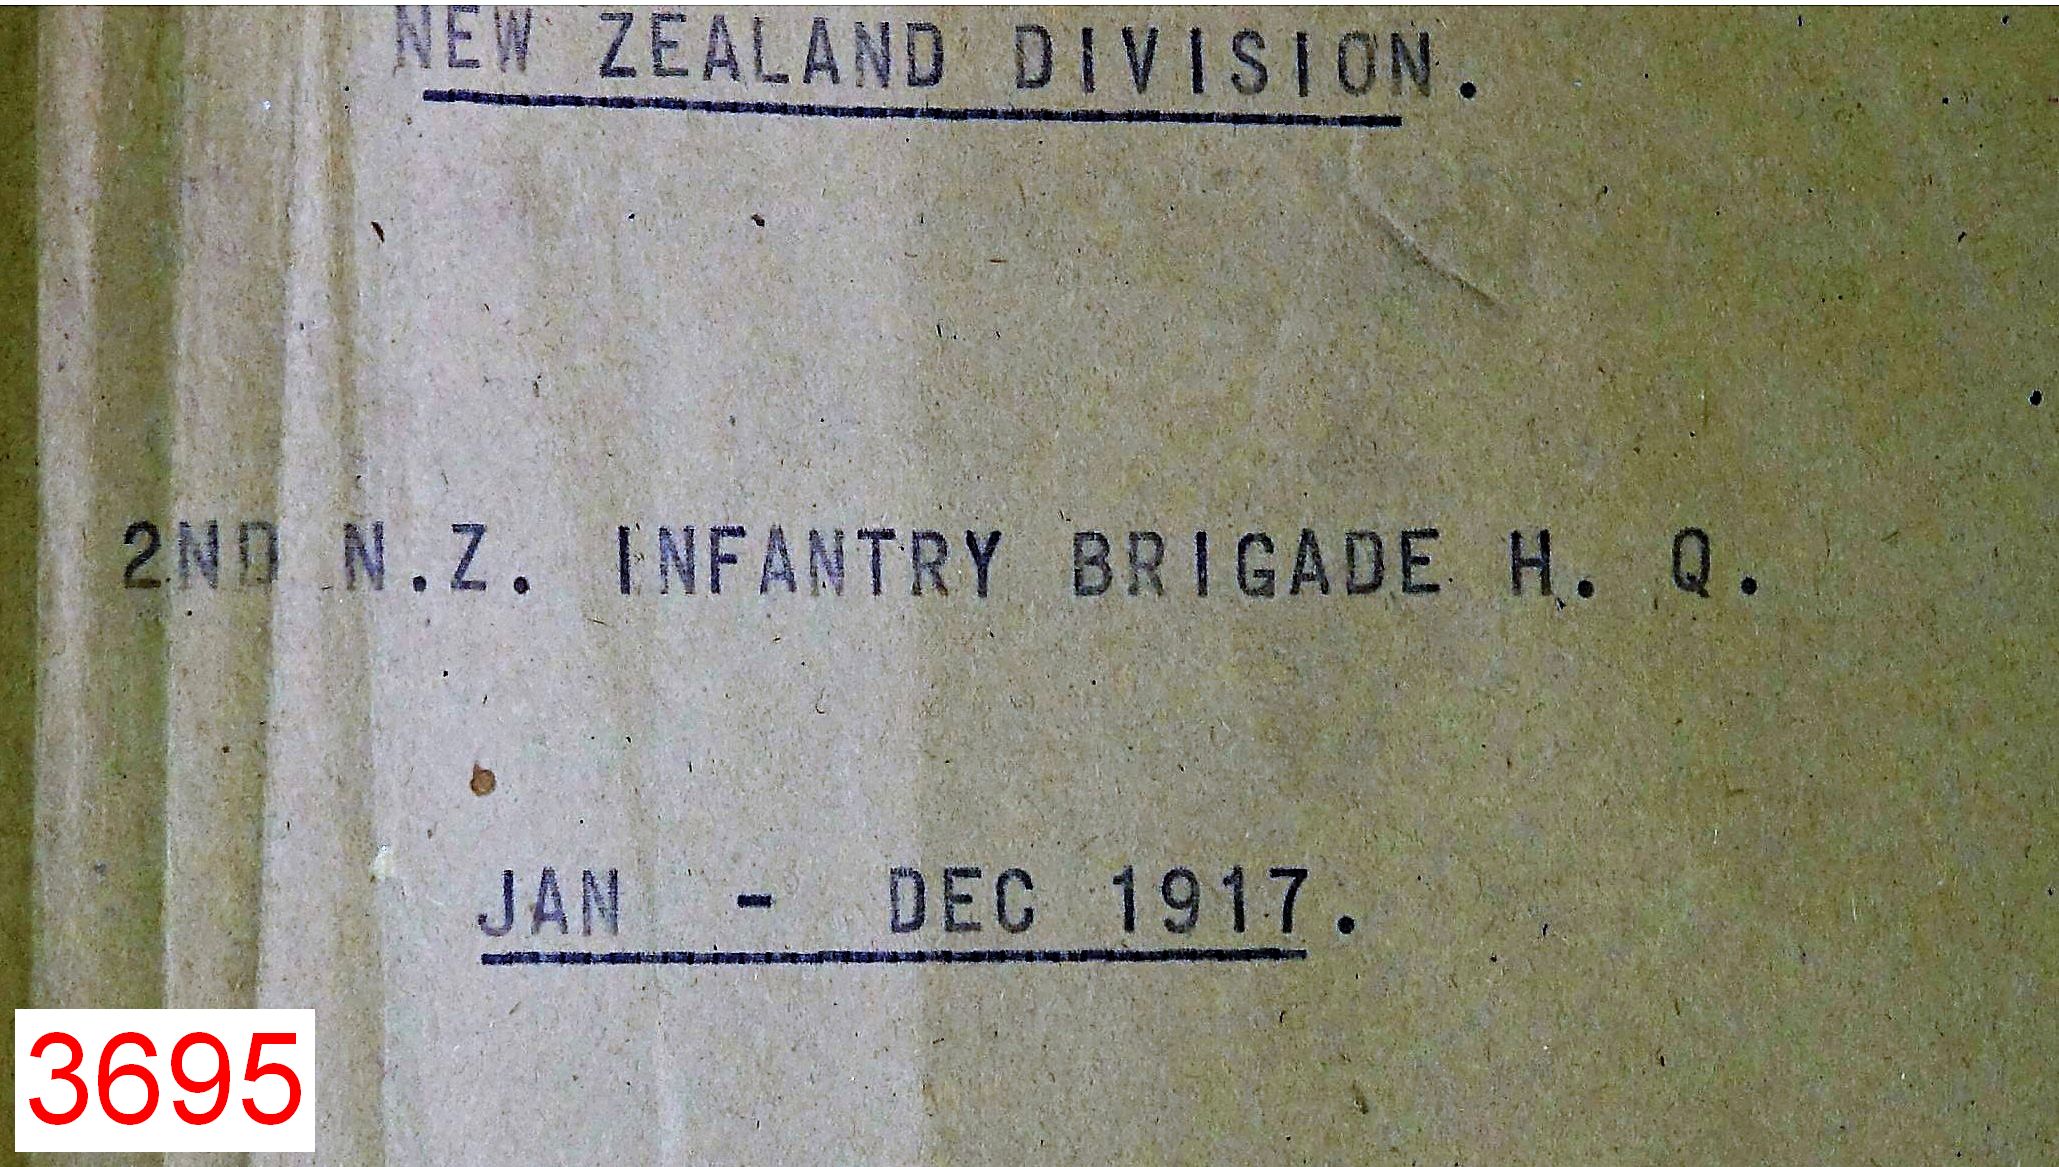 NEW ZEALAND DIVISION.
2ND N.Z. INFANTRY BRIGADE H. Q.
JAN - DEC 1917.
3695